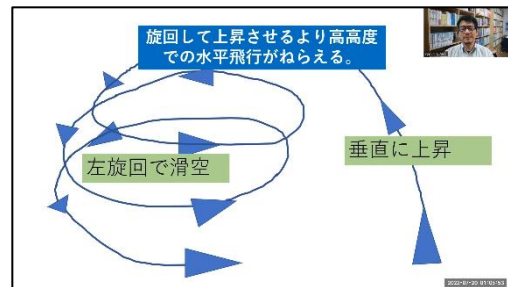 旋回して上昇させるより高高度
での水平飛行がねらえる。
左旋回で滑空
垂直に上昇